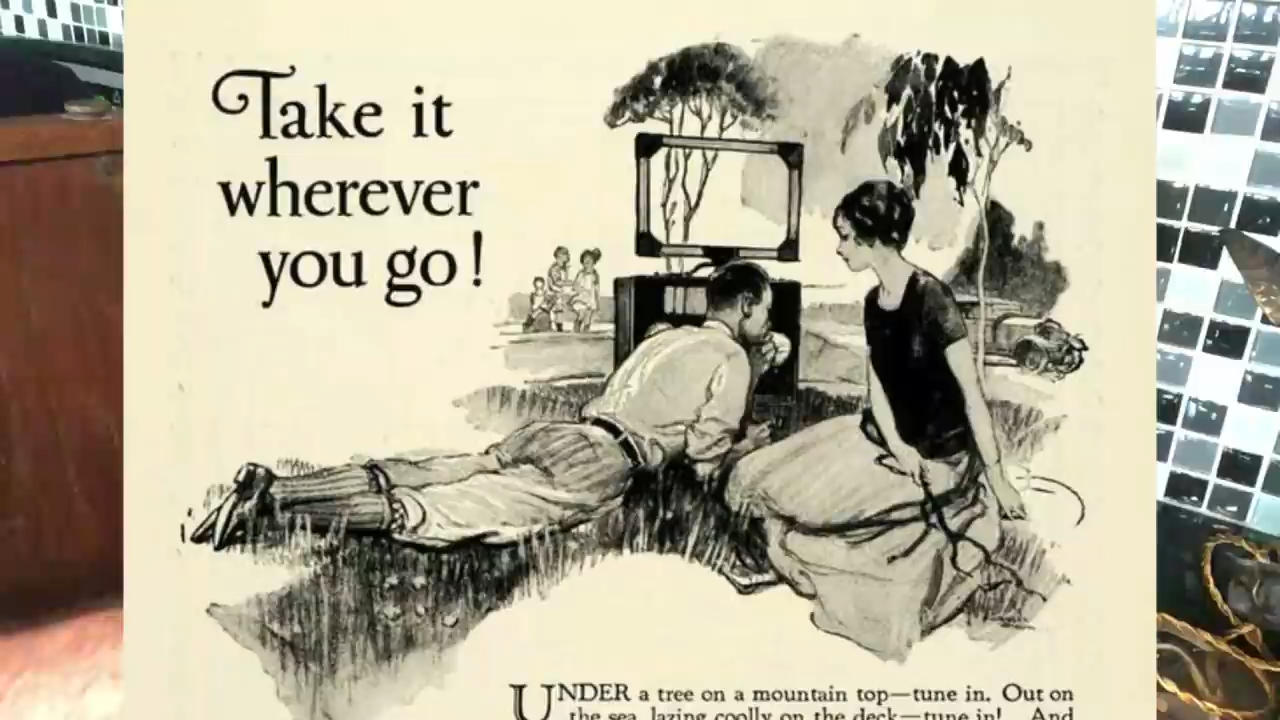 Take it
wherever
you go!
UNDER a tree on a mountain top—tune in. Out on
the sea, lazing coolly on the deck—tune in! And